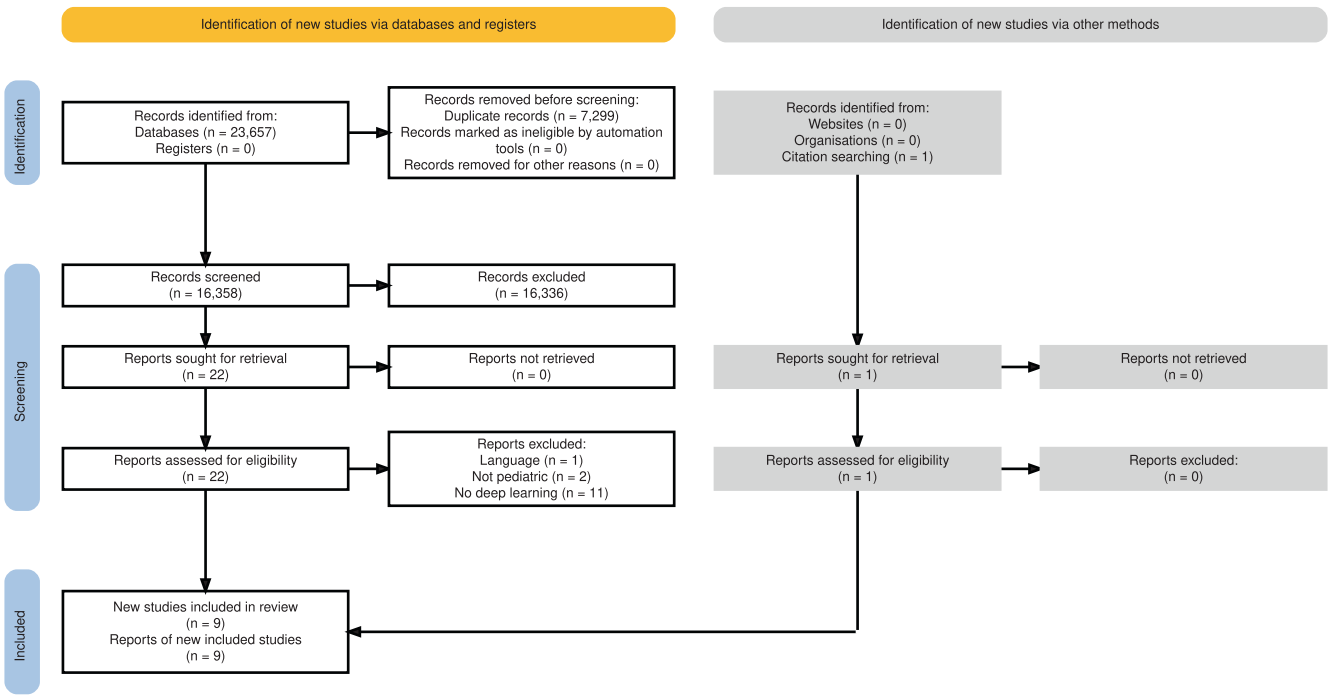 Identification of new studies via databases and registers
Identification of new studies via other methods
Identification
Records identified from:
Databases (n = 23,657)
Registers (n = 0)
Records removed before screening:
Duplicate records (n = 7,299)
Records marked as ineligible by automation
tools (n = 0)
Records removed for other reasons (n = 0)
Records identified from:
Websites (n = 0)
Organisations (n = 0)
Citation searching (n = 1)
Screening
Records screened
(n = 16,358)
Records excluded
(n = 16,336)
Reports sought for retrieval
(n = 22)
Reports not retrieved
(n = 0)
Reports sought for retrieval
(n = 1)
Reports not retrieved
(n = 0)
Reports assessed for eligibility
(n = 22)
Reports excluded:
Language (n = 1)
Not pediatric (n = 2)
No deep learning (n = 11)
Reports assessed for eligibility
(n = 1)
Reports excluded:
(n = 0)
Included
New studies included in review
(n = 9)
Reports of new included studies
(n = 9)